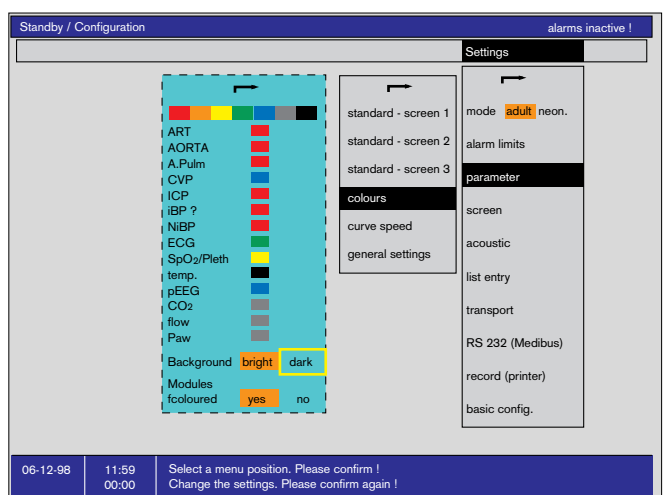 Standby / Configuration
alarms inactive !
Settings
ART
AORTA
A.Pulm
CVP
ICP
iBP ?
NiBP
ECG
SpO2/Pleth
temp.
pEEG
CO2
flow
Paw
Background bright dark
Modules
fcoloured yes no
standard - screen 1
standard - screen 2
standard - screen 3
colours
curve speed
general settings
mode adult neon.
alarm limits
parameter
screen
acoustic
list entry
transport
RS 232 (Medibus)
record (printer)
basic config.
06-12-98
11:59
00:00
Select a menu position. Please confirm !
Change the settings. Please confirm again !